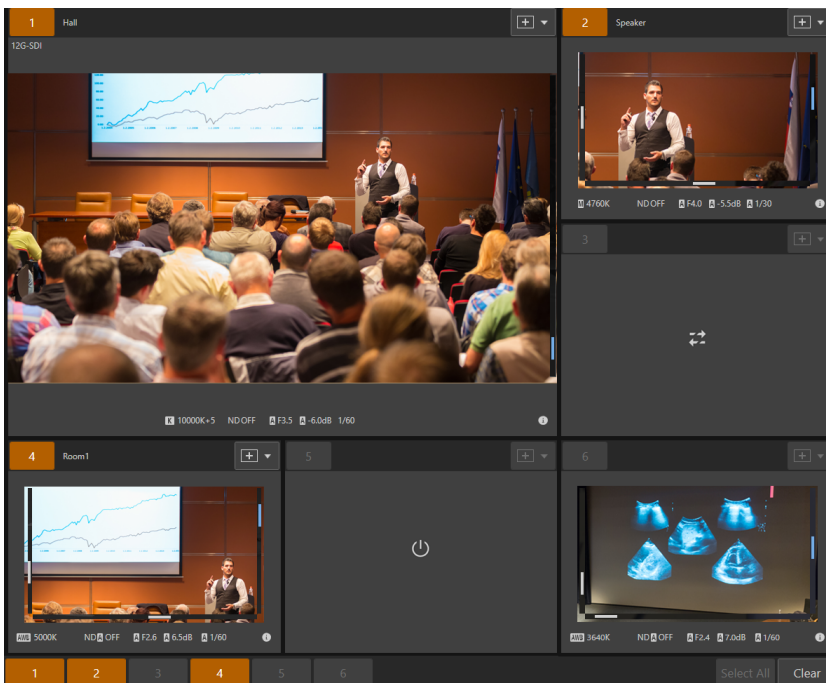 1 Hall
12G-SDI
K 10000K+5 ND OFF A F3.5 A -6.0dB 1/60
2 Speaker
M 4760K ND OFF A F4.0 A -5.5dB A 1/30
3
4 Room1
AWB 5000K ND A OFF A F2.6 A 6.5dB A 1/60
5
6
AWB 3640K ND A OFF A F2.4 A 7.0dB A 1/60
1 2 3 4 5 6 Select All Clear